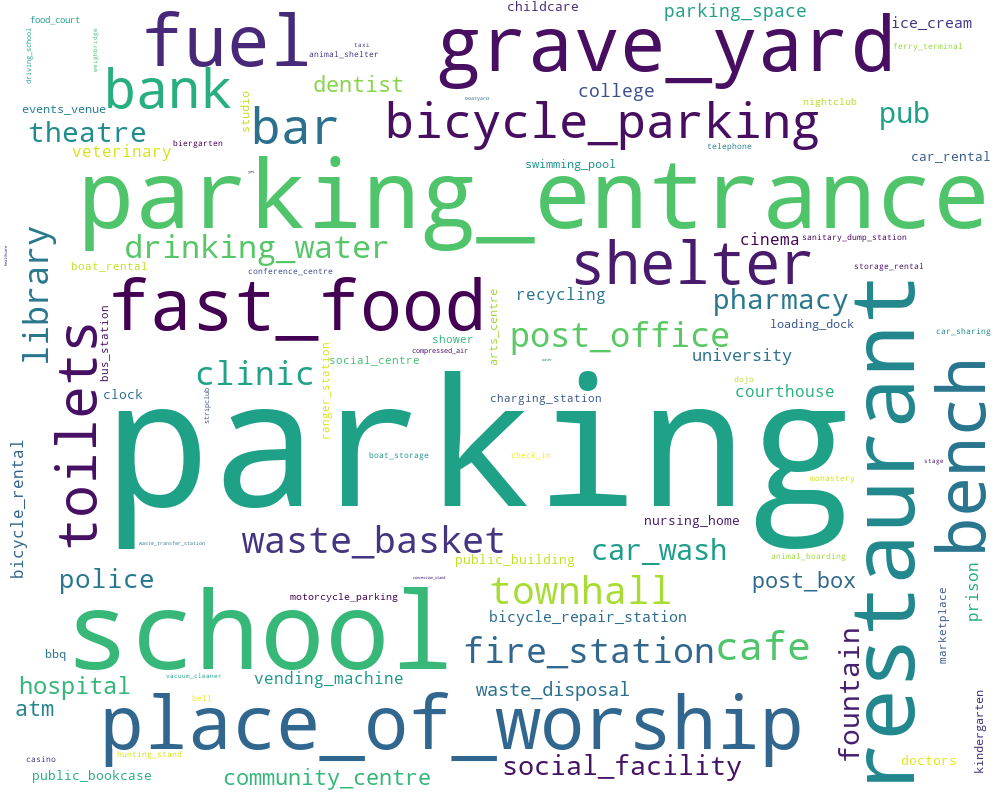 food_court
childcare
parking_space
ice_cream
driving_school
weighbridge
fuel
taxi
animal_shelter
grave_yard
ferry_terminal
bank
dentist
college
boatyard
nightclub
events_venue
studio
theatre
bar
bicycle_parking
pub
veterinary
biergarten
telephone
swimming_pool
car_rental
parking_entrance
library
drinking_water
cinema
sanitary_dump_station
boat_rental
conference_centre
shelter
storage_rental
healthcare
fast_food
arts_centre
recycling
pharmacy
restaurant
bus_station
toilets
post_office
loading_dock
car_sharing
shower
compressed_air
ranger_station
social_centre
university
bench
clinic
dojo
courthouse
clock
stripclub
charging_station
parking
bicycle_rental
boat_storage
check_in
stage
monastery
waste_transfer_station
waste_basket
nursing_home
car_wash
public_building
animal_boarding
police
concession_stand
townhall
post_box
prison
motorcycle_parking
school
bicycle_repair_station
marketplace
bbq
fire_station
cafe
fountain
vacuum_cleaner
hospital
vending_machine
waste_disposal
atm
bell
place_of_worship
kindergarten
casino
hunting_stand
social_facility
doctors
public_bookcase
community_centre